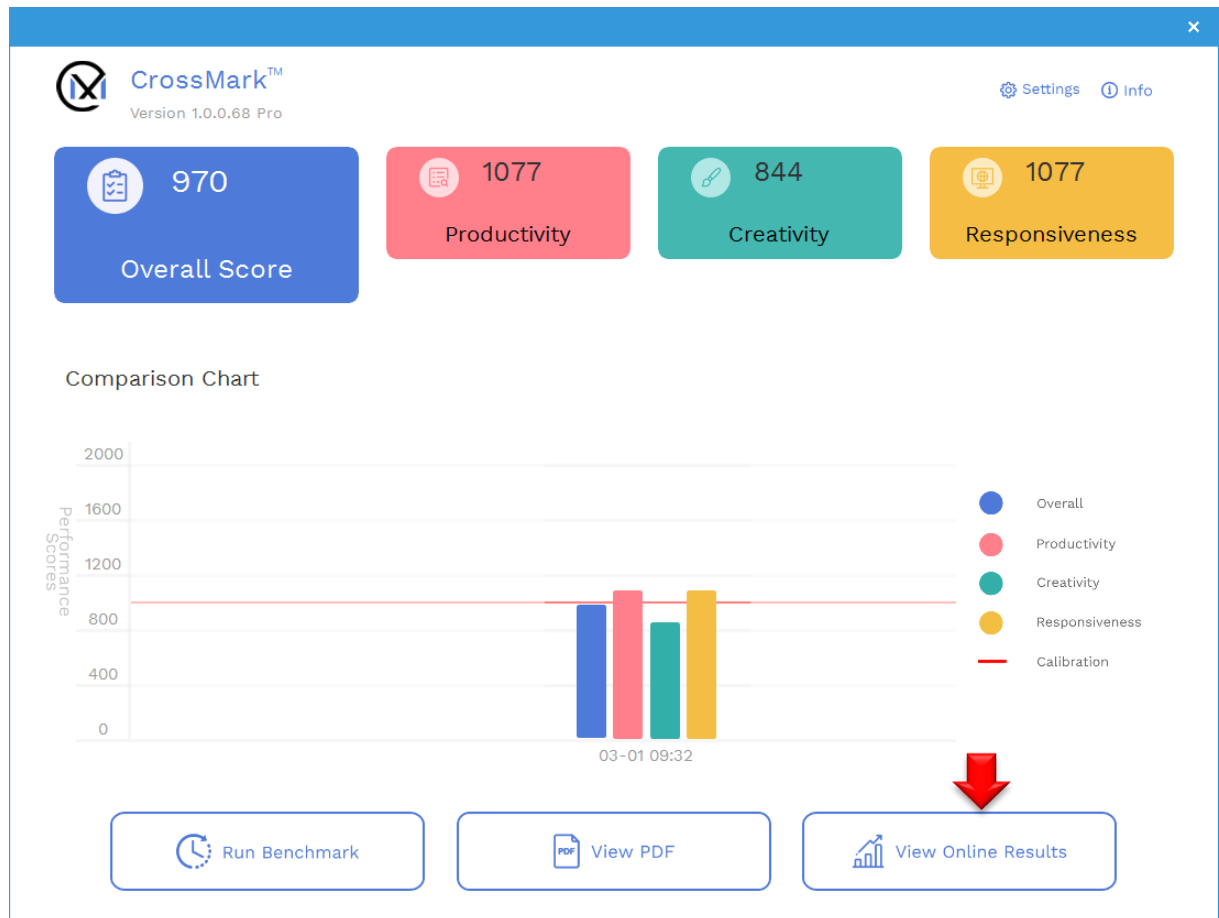 CrossMark™
Version 1.0.0.68 Pro
Settings
Info
970
Overall Score
1077
Productivity
844
Creativity
1077
Responsiveness
Comparison Chart
Performance
Scores
2000
1600
1200
800
400
0
03-01 09:32
Overall
Productivity
Creativity
Responsiveness
Calibration
Run Benchmark
PDF
View PDF
View Online Results